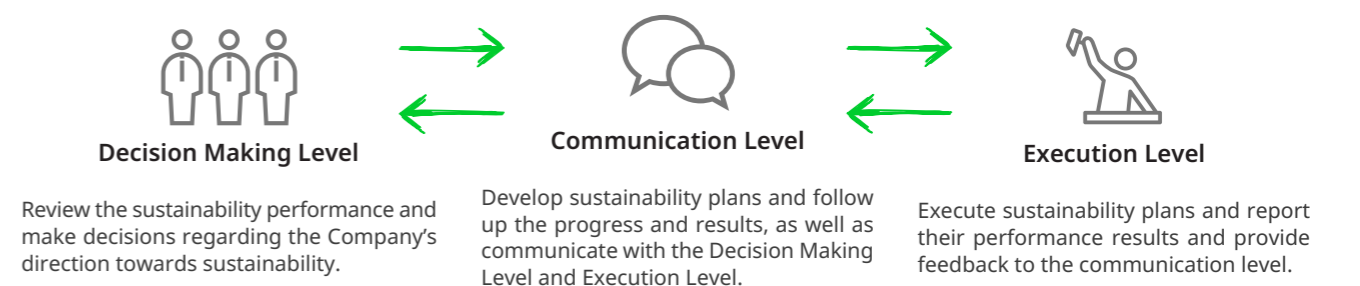 Decision Making Level
Review the sustainability performance and
make decisions regarding the Company’s
direction towards sustainability.
Communication Level
Develop sustainability plans and follow
up the progress and results, as well as
communicate with the Decision Making
Level and Execution Level.
Execution Level
Execute sustainability plans and report
their performance results and provide
feedback to the communication level.